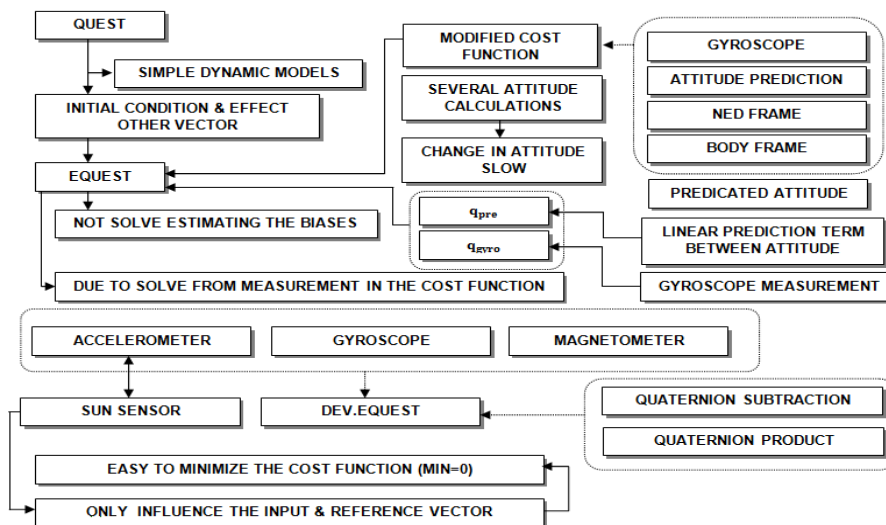 QUEST
SIMPLE DYNAMIC MODELS
INITIAL CONDITION & EFFECT
OTHER VECTOR
EQUEST
NOT SOLVE ESTIMATING THE BIASES
DUE TO SOLVE FROM MEASUREMENT IN THE COST FUNCTION
MODIFIED COST
FUNCTION
SEVERAL ATTITUDE
CALCULATIONS
CHANGE IN ATTITUDE
SLOW
qpre
qgyro
GYROSCOPE
ATTITUDE PREDICTION
NED FRAME
BODY FRAME
PREDICATED ATTITUDE
LINEAR PREDICTION TERM
BETWEEN ATTITUDE
GYROSCOPE MEASUREMENT
ACCELEROMETER
GYROSCOPE
MAGNETOMETER
SUN SENSOR
DEV.EQUEST
QUATERNION SUBTRACTION
QUATERNION PRODUCT
EASY TO MINIMIZE THE COST FUNCTION (MIN=0)
ONLY INFLUENCE THE INPUT & REFERENCE VECTOR